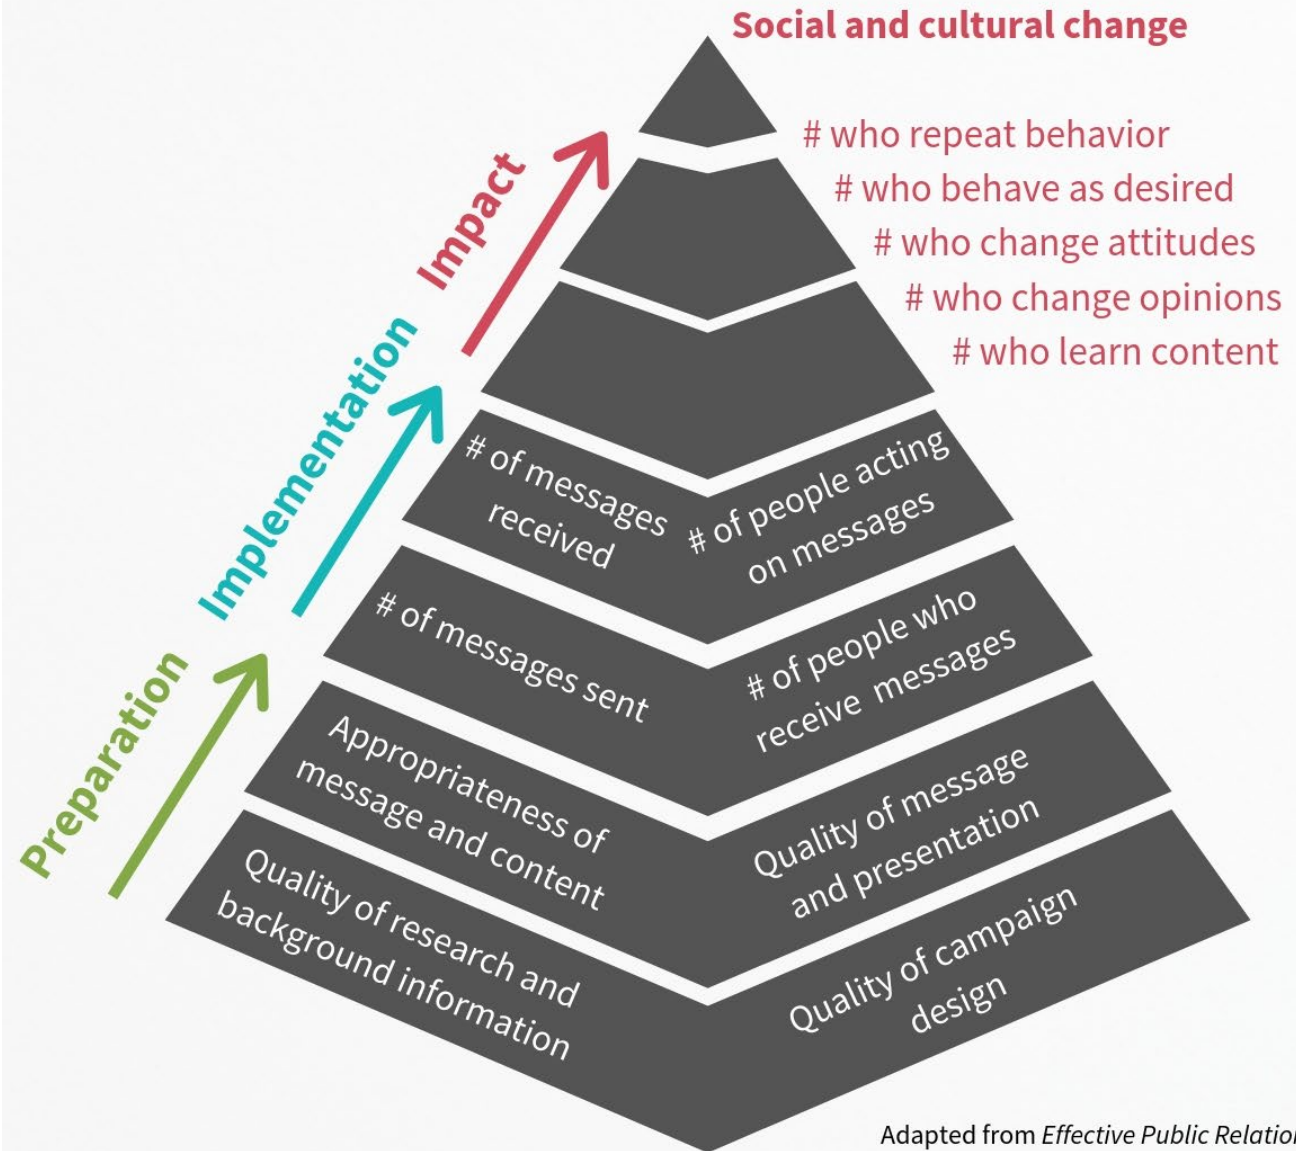 Social and cultural change
# who repeat behavior
# who behave as desired
# who change attitudes
# who change opinions
# who learn content
Impact
Implementation
Preparation
# of messages
received
# of people acting
on messages
# of messages sent
# of people who
receive messages
Appropriateness of
message and content
Quality of message
and presentation
Quality of research and
background information
Quality of campaign
design
Adapted from Effective Public Relation